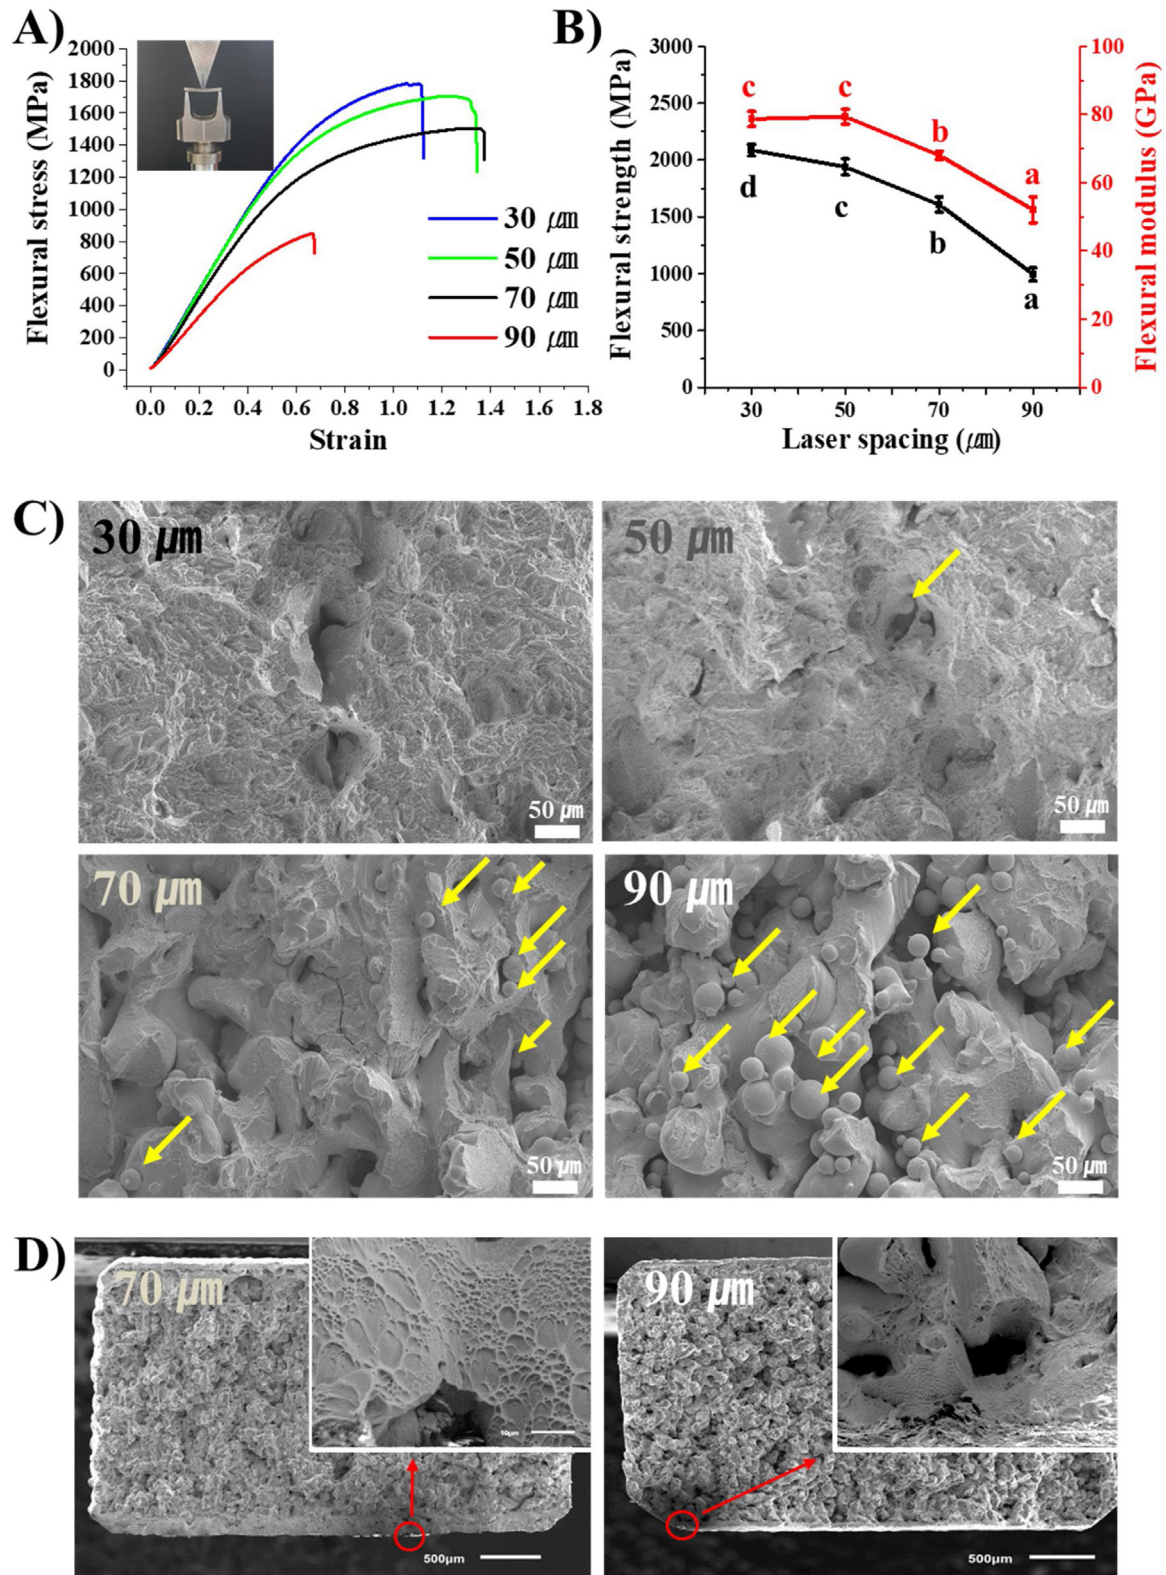 A)
2000
1800
1600
1400
1200
1000
800
600
400
200
0
Flexural stress (MPa)
30 ㎛
50 ㎛
70 ㎛
90 ㎛
0.0 0.2 0.4 0.6 0.8 1.0 1.2 1.4 1.6 1.8
Strain
B)
3000
2500
2000
1500
1000
500
0
Flexural strength (MPa)
c c b a
d c b a
100
80
60
40
20
0
Flexural modulus (GPa)
30 50 70 90
Laser spacing (㎛)
C)
30 ㎛
50 ㎛
50 ㎛
50 ㎛
70 ㎛
50 ㎛
90 ㎛
50 ㎛
D)
70 ㎛
10µm
500µm
90 ㎛
500µm